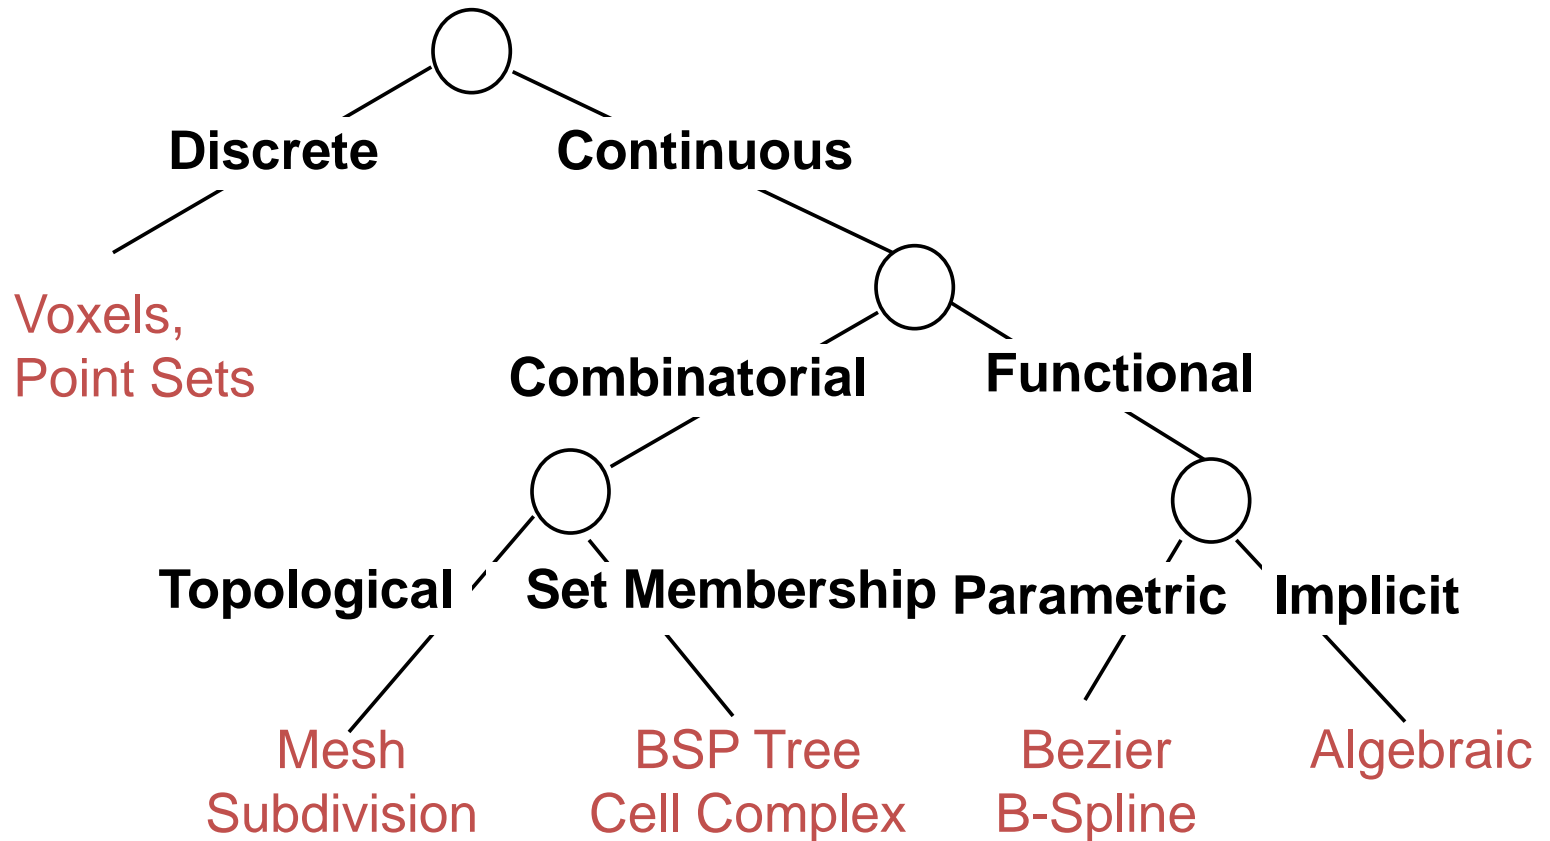 Discrete
Continuous
Voxels,
Point Sets
Combinatorial
Functional
Topological
Set Membership
Parametric
Implicit
Mesh
Subdivision
BSP Tree
Cell Complex
Bezier
B-Spline
Algebraic